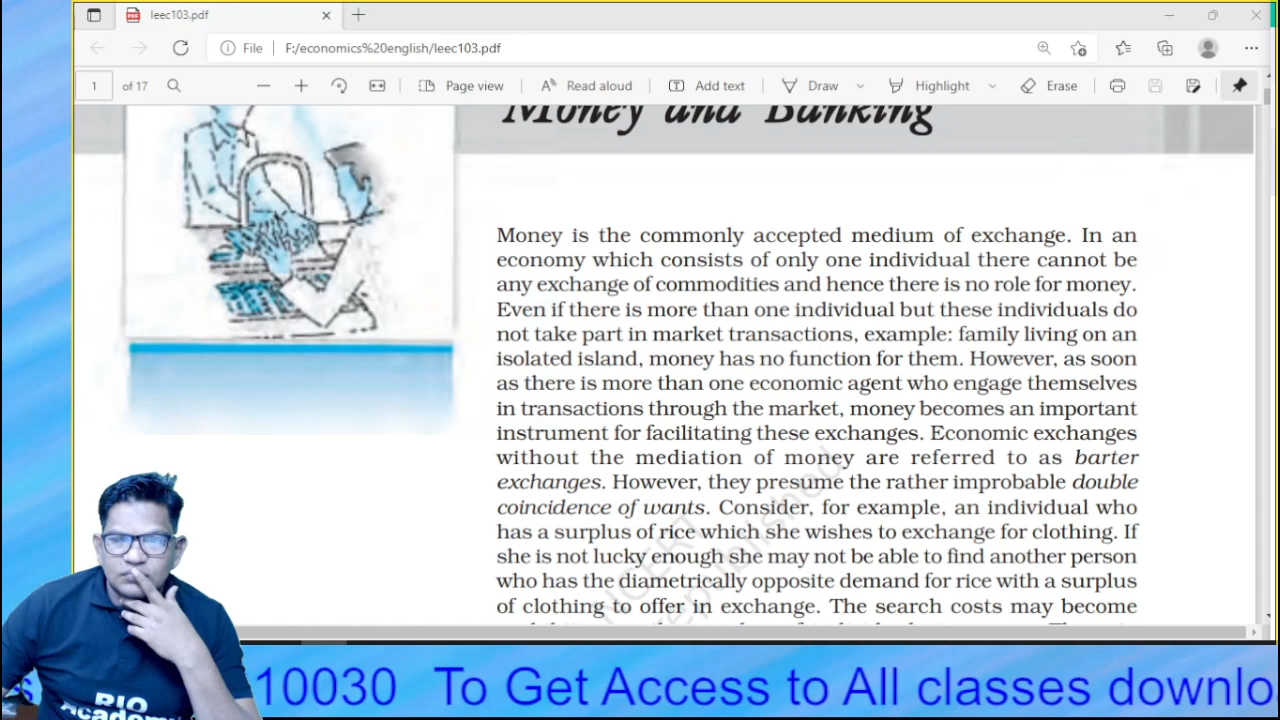 leec103.pdf
File F:/economics%20english/leec103.pdf
1 of 17 Page view Read aloud Add text Draw Highlight Erase
Money and Banking
Money is the commonly accepted medium of exchange. In an
economy which consists of only one individual there cannot be
any exchange of commodities and hence there is no role for money.
Even if there is more than one individual but these individuals do
not take part in market transactions, example: family living on an
isolated island, money has no function for them. However, as soon
as there is more than one economic agent who engage themselves
in transactions through the market, money becomes an important
instrument for facilitating these exchanges. Economic exchanges
without the mediation of money are referred to as barter
exchanges. However, they presume the rather improbable double
coincidence of wants. Consider, for example, an individual who
has a surplus of rice which she wishes to exchange for clothing. If
she is not lucky enough she may not be able to find another person
who has the diametrically opposite demand for rice with a surplus
of clothing to offer in exchange. The search costs may become
RIO
Academy
10030 To Get Access to All classes downlo